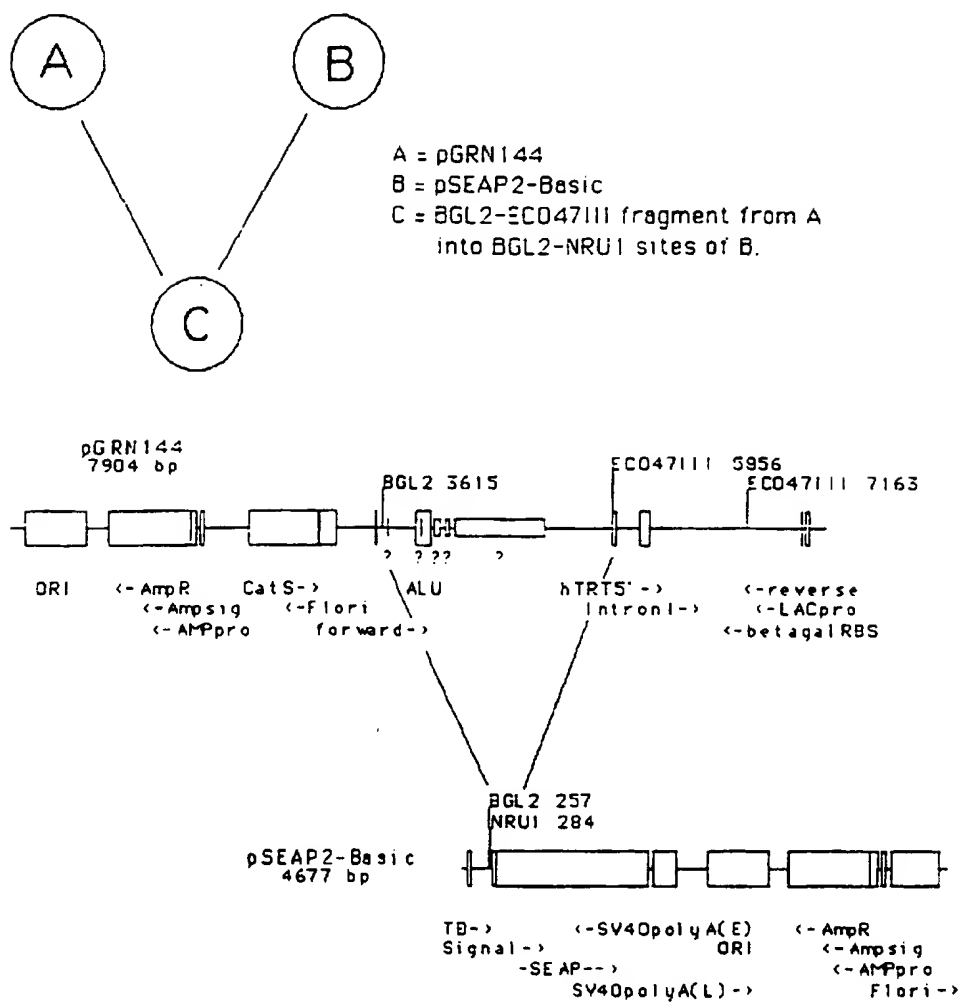 A
B
C
A = pGRN144
B = pSEAP2-Basic
C = BGL2-ECO47III fragment from A
into BGL2-NRU1 sites of B.
pGRN144
7904 bp
BGL2 3615
ECO47III 5956
ECO47III 7163
? ? ?? ?
ORI
<-AmpR
<-Ampsig
<-AMPpro
CatS->
<-Flori
forward->
ALU
hTRT5' ->
IntronI->
<-reverse
<-LACpro
<-betagalRBS
BGL2 257
NRU1 284
pSEAP2-Basic
4677 bp
TB->
Signal->
-SEAP-->
<-SV40polyA(E)
ORI
SV40polyA(L)->
<-AmpR
<-Ampsig
<-AMPpro
Flori->